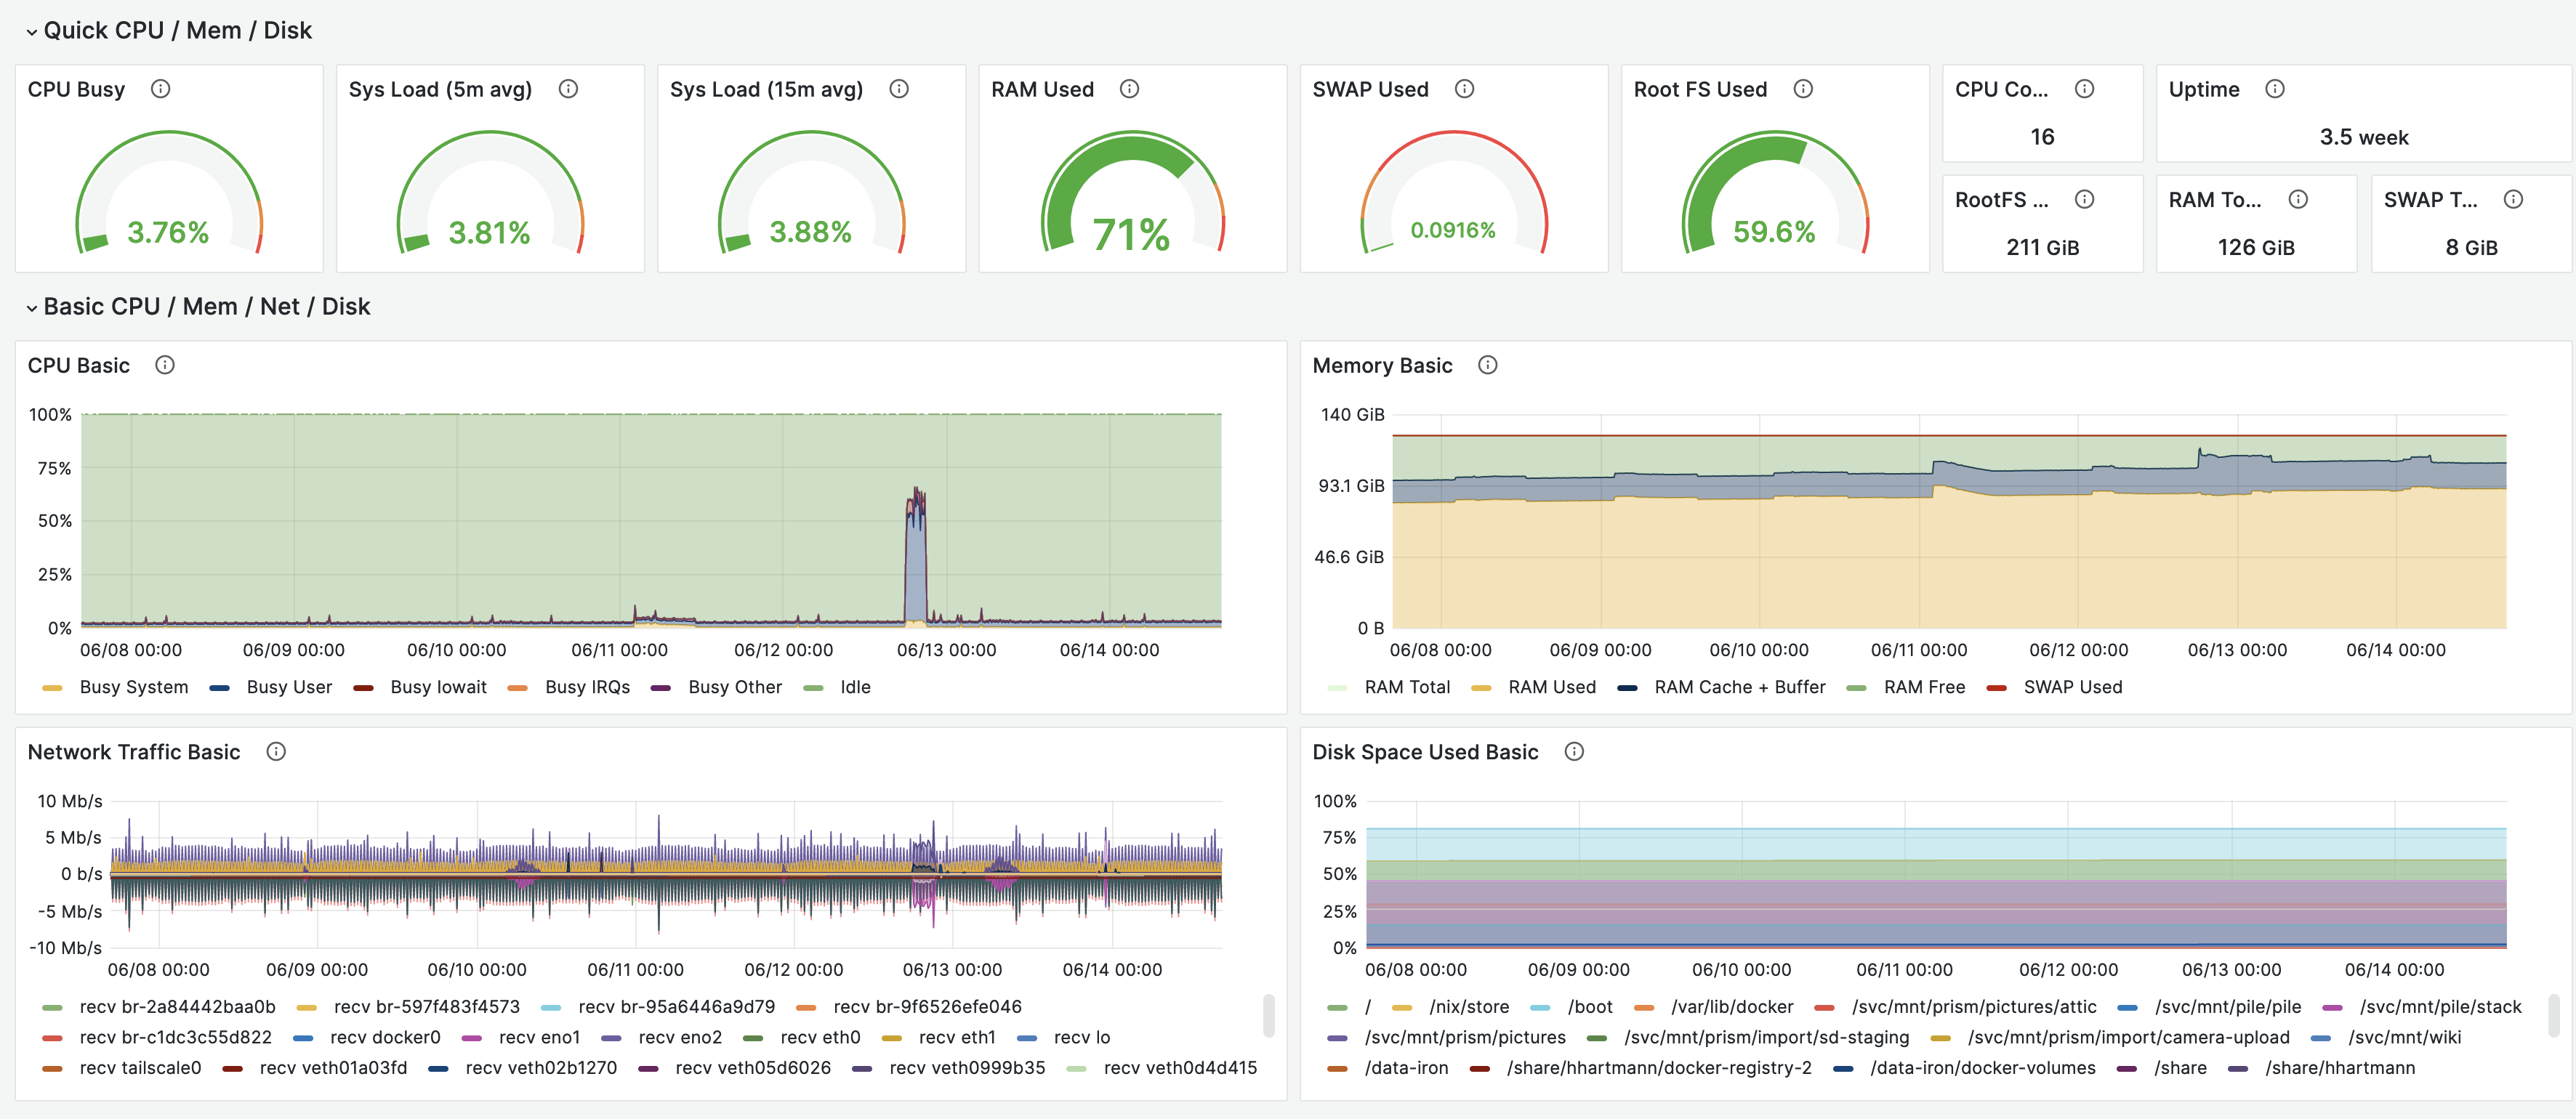 Quick CPU / Mem / Disk
CPU Busy
3.76%
Sys Load (5m avg)
3.81%
Sys Load (15m avg)
3.88%
RAM Used
71%
SWAP Used
0.0916%
Root FS Used
59.6%
CPU Co...
16
Uptime
3.5 week
RootFS ...
211 GiB
RAM To...
126 GiB
SWAP T...
8 GiB
Basic CPU / Mem / Net / Disk
CPU Basic
100%
75%
50%
25%
0%
06/08 00:00 06/09 00:00 06/10 00:00 06/11 00:00 06/12 00:00 06/13 00:00 06/14 00:00
Busy System Busy User Busy Iowait Busy IRQs Busy Other Idle
Memory Basic
140 GiB
93.1 GiB
46.6 GiB
0 B
06/08 00:00 06/09 00:00 06/10 00:00 06/11 00:00 06/12 00:00 06/13 00:00 06/14 00:00
RAM Total RAM Used RAM Cache + Buffer RAM Free SWAP Used
Network Traffic Basic
10 Mb/s
5 Mb/s
0 b/s
-5 Mb/s
-10 Mb/s
06/08 00:00 06/09 00:00 06/10 00:00 06/11 00:00 06/12 00:00 06/13 00:00 06/14 00:00
recv br-2a84442baa0b recv br-597f483f4573 recv br-95a6446a9d79 recv br-9f6526efe046
recv br-c1dc3c55d822 recv docker0 recv eno1 recv eno2 recv eth0 recv eth1 recv lo
recv tailscale0 recv veth01a03fd recv veth02b1270 recv veth05d6026 recv veth0999b35 recv veth0d4d415
Disk Space Used Basic
100%
75%
50%
25%
0%
06/08 00:00 06/09 00:00 06/10 00:00 06/11 00:00 06/12 00:00 06/13 00:00 06/14 00:00
/ /nix/store /boot /var/lib/docker /svc/mnt/prism/pictures/attic /svc/mnt/pile/pile /svc/mnt/pile/stack
/svc/mnt/prism/pictures /svc/mnt/prism/import/sd-staging /svc/mnt/prism/import/camera-upload /svc/mnt/wiki
/data-iron /share/hhartmann/docker-registry-2 /data-iron/docker-volumes /share /share/hhartmann